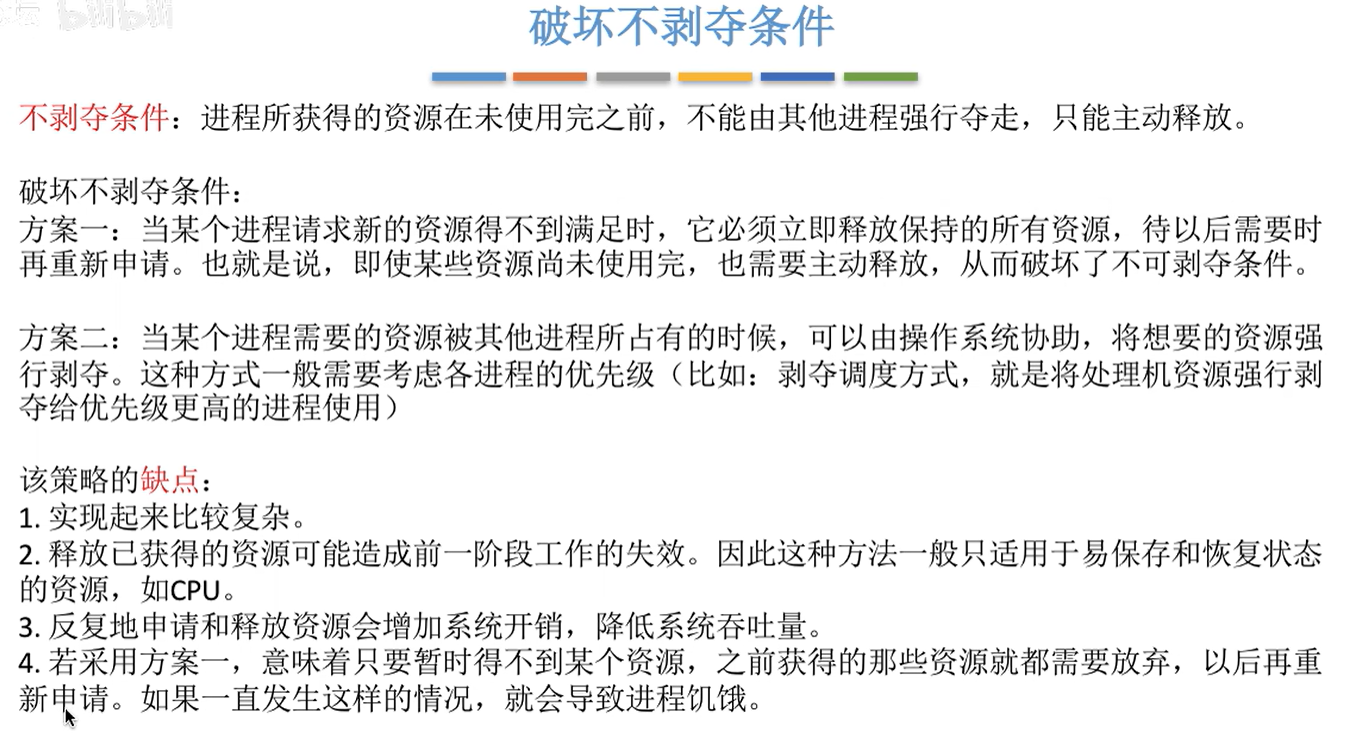 坛 bilibili
破坏不剥夺条件
不剥夺条件：进程所获得的资源在未使用完之前，不能由其他进程强行夺走，只能主动释放。
破坏不剥夺条件：
方案一：当某个进程请求新的资源得不到满足时，它必须立即释放保持的所有资源，待以后需要时
再重新申请。也就是说，即使某些资源尚未使用完，也需要主动释放，从而破坏了不可剥夺条件。
方案二：当某个进程需要的资源被其他进程所占有的时候，可以由操作系统协助，将想要的资源强
行剥夺。这种方式一般需要考虑各进程的优先级（比如：剥夺调度方式，就是将处理机资源强行剥
夺给优先级更高的进程使用）
该策略的缺点：
1. 实现起来比较复杂。
2. 释放已获得的资源可能造成前一阶段工作的失效。因此这种方法一般只适用于易保存和恢复状态
的资源，如CPU。
3. 反复地申请和释放资源会增加系统开销，降低系统吞吐量。
4. 若采用方案一，意味着只要暂时得不到某个资源，之前获得的那些资源就都需要放弃，以后再重
新申请。如果一直发生这样的情况，就会导致进程饥饿。